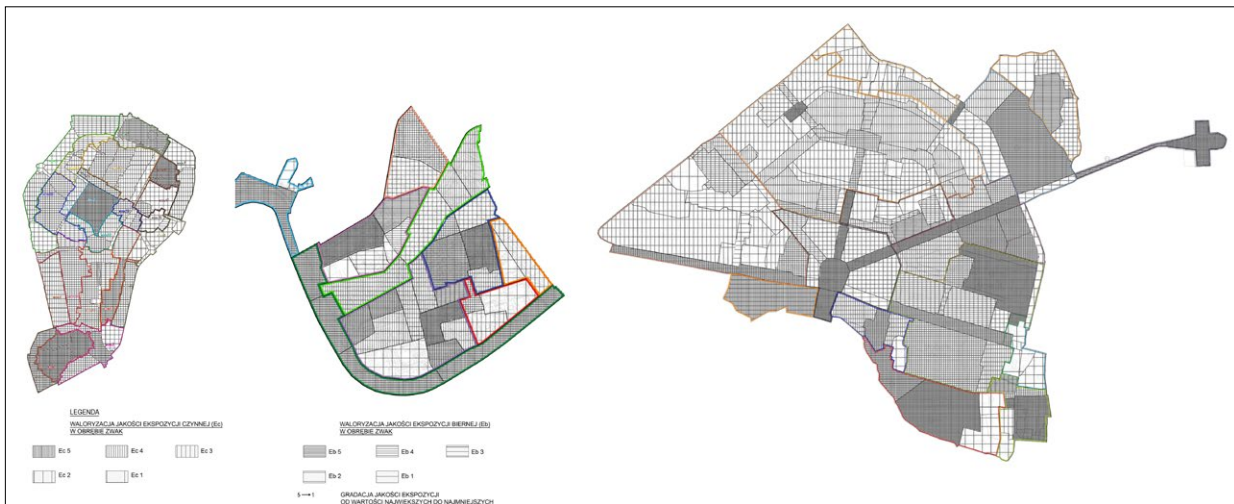 LEGENDA
WALORYZACJA JAKOŚCI EKSPOZYCJI CZYNNEJ (Ec)
W OBRĘBIE ZWAK
Ec 5 Ec 4 Ec 3
Ec 2 Ec 1
WALORYZACJA JAKOŚCI EKSPOZYCJI BIERNEJ (Eb)
W OBRĘBIE ZWAK
Eb 5 Eb 4 Eb 3
Eb 2 Eb 1
5 → 1 GRADACJA JAKOŚCI EKSPOZYCJI
OD WARTOŚCI NAJWIĘKSZYCH DO NAJMNIEJSZYCH